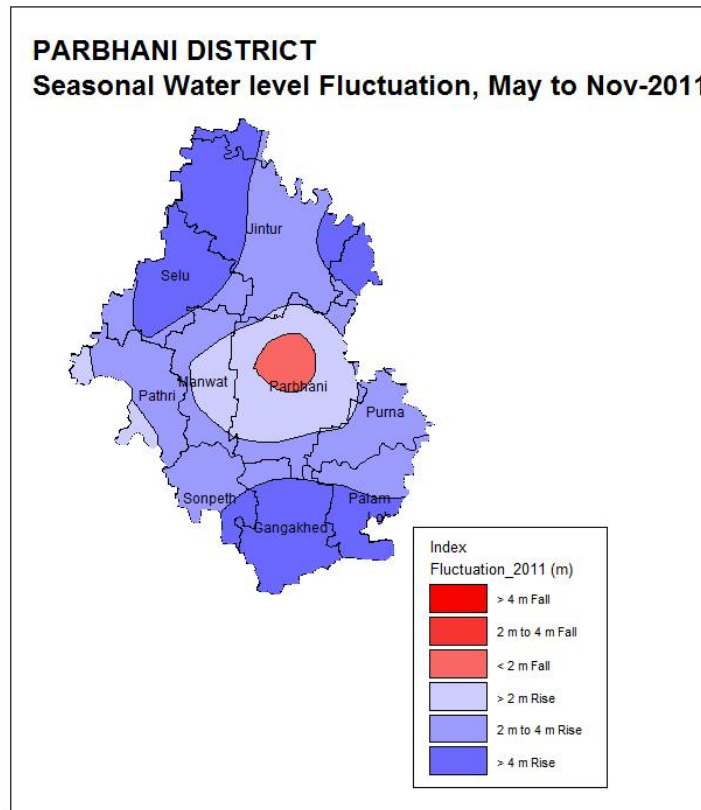 PARBHANI DISTRICT
Seasonal Water level Fluctuation, May to Nov-2011
Jintur
Selu
Manwat
Parbhani
Pathri
Purna
Sonpeth
Palam
Gangakhed
Index
Fluctuation_2011 (m)
> 4 m Fall
2 m to 4 m Fall
< 2 m Fall
> 2 m Rise
2 m to 4 m Rise
> 4 m Rise